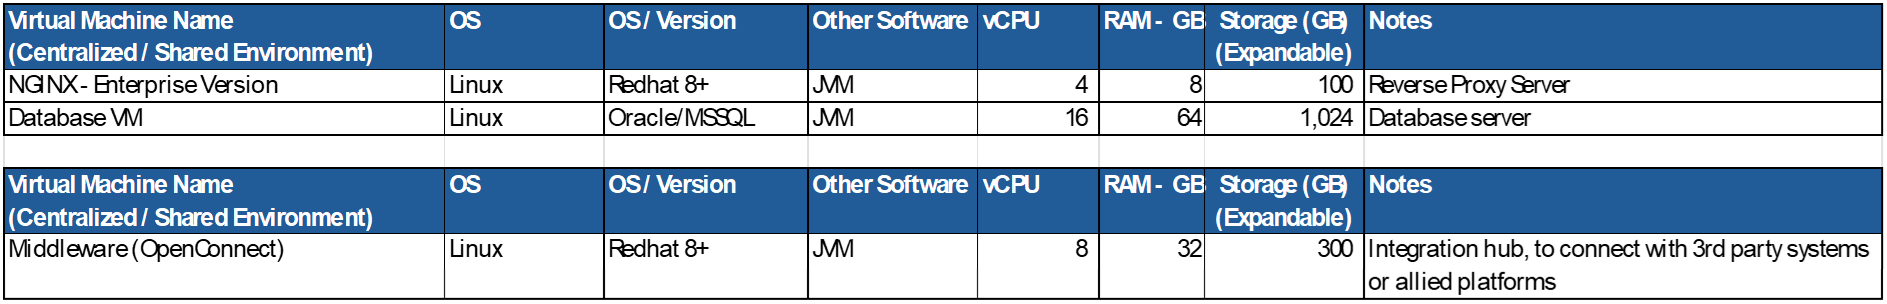 Virtual Machine Name OS OS / Version Other Software vCPU RAM - GB Storage (GB) Notes
(Centralized / Shared Environment) (Expandable)
NGINX - Enterprise Version Linux Redhat 8+ JVM 4 8 100 Reverse Proxy Server
Database VM Linux Oracle/MSSQL JVM 16 64 1,024 Database server
Virtual Machine Name OS OS / Version Other Software vCPU RAM - GB Storage (GB) Notes
(Centralized / Shared Environment) (Expandable)
Middleware (OpenConnect) Linux Redhat 8+ JVM 8 32 300 Integration hub, to connect with 3rd party systems
or allied platforms